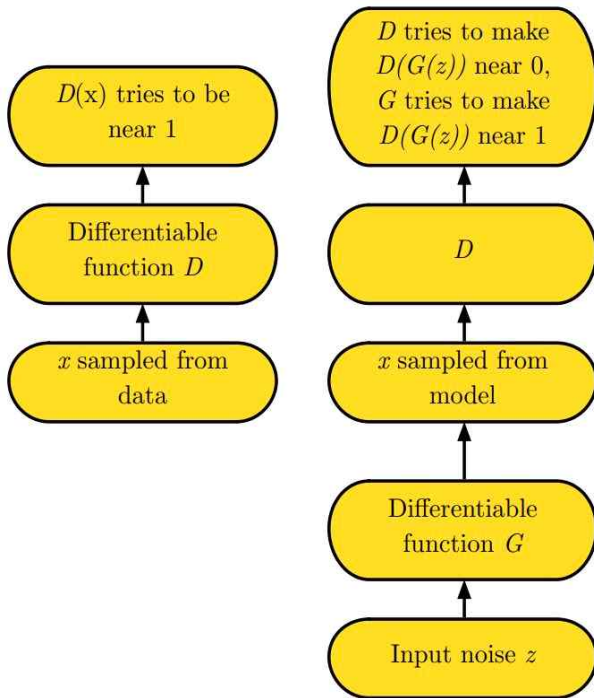 D(x) tries to be
near 1
Differentiable
function D
x sampled from
data
D tries to make
D(G(z)) near 0,
G tries to make
D(G(z)) near 1
D
x sampled from
model
Differentiable
function G
Input noise z